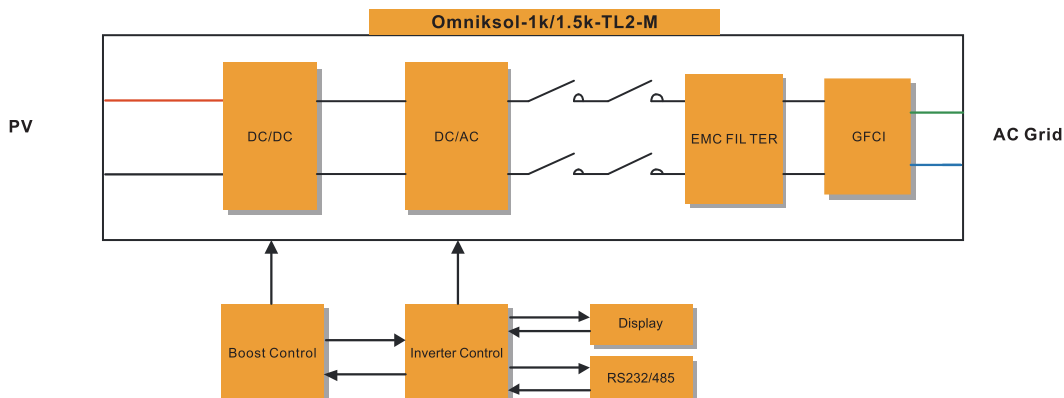 Omniksol-1k/1.5k-TL2-M
PV
DC/DC
DC/AC
EMC FIL TER
GFCI
AC Grid
Boost Control
Inverter Control
Display
RS232/485